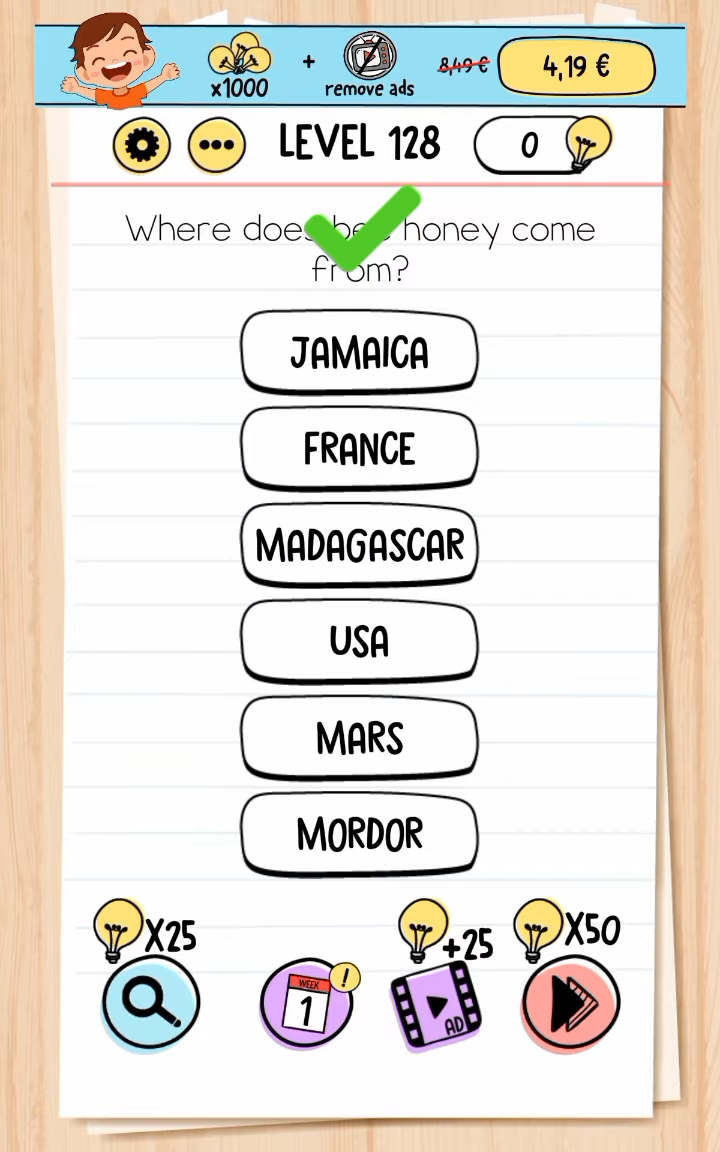 x1000
+
remove ads
8,49 €
4,19 €
LEVEL 128
0
Where does bee honey come
from?
JAMAICA
FRANCE
MADAGASCAR
USA
MARS
MORDOR
X25
+25
X50
WEEK
1
!
AD